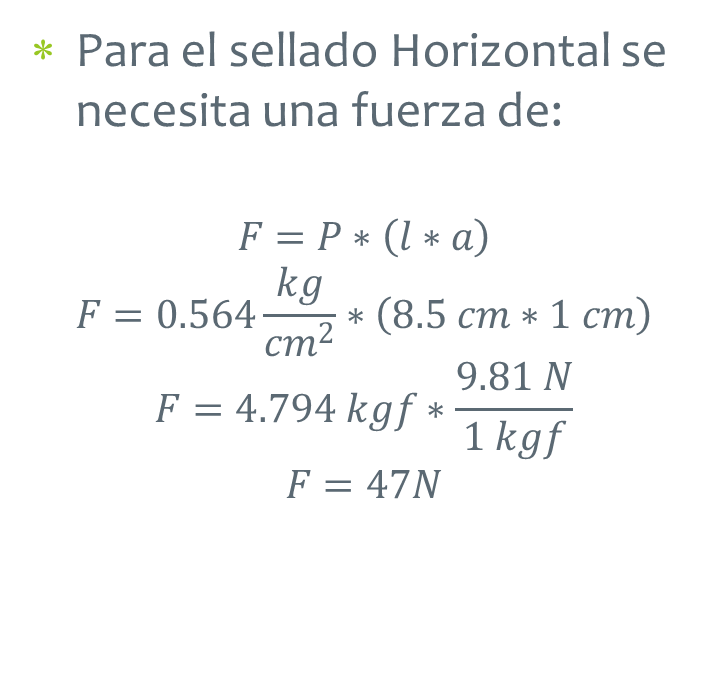 * Para el sellado Horizontal se
necesita una fuerza de:
F = P * (l * a)
F = 0.564 kg/cm² * (8.5 cm * 1 cm)
F = 4.794 kgf * 9.81 N/1 kgf
F = 47N